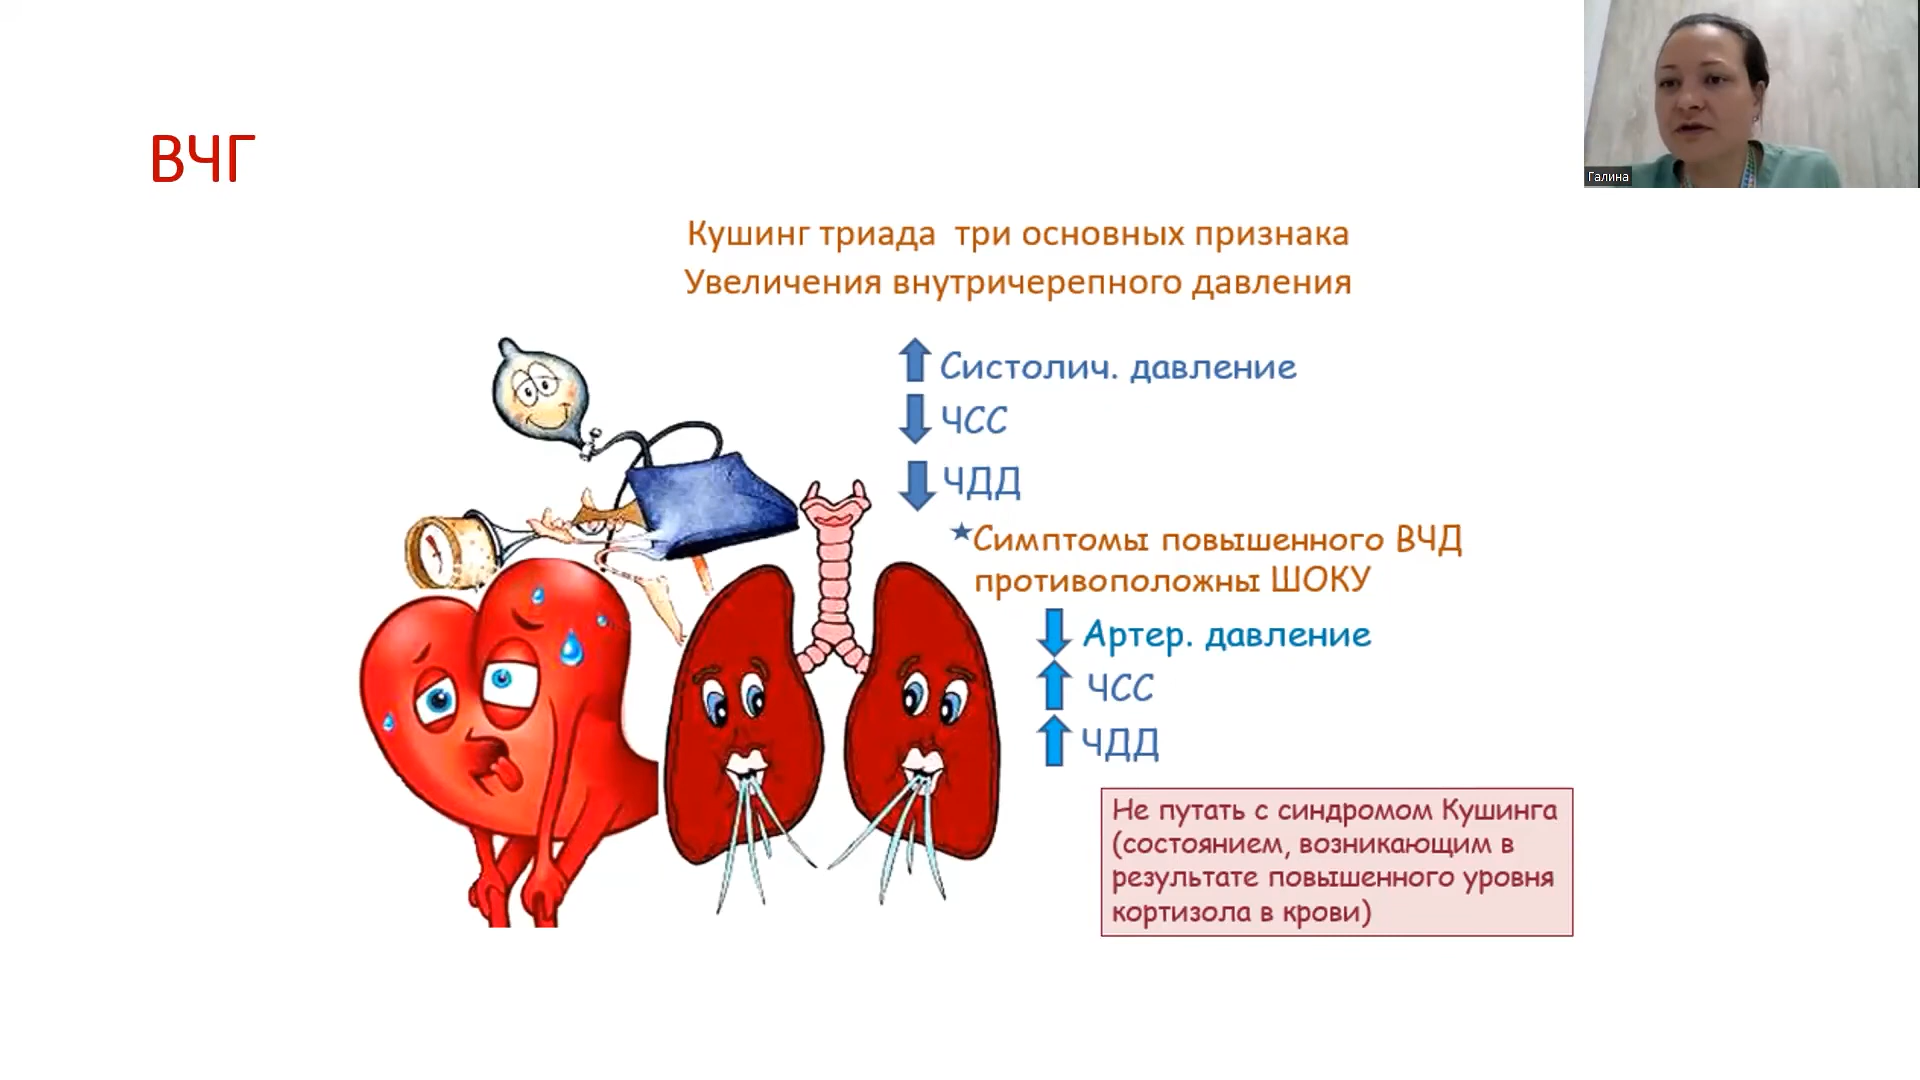 ВЧГ
Галина
Кушинг триада три основных признака
Увеличения внутричерепного давления
Систолич. давление
ЧСС
ЧДД
Симптомы повышенного ВЧД
противоположны ШОКУ
Артер. давление
ЧСС
ЧДД
Не путать с синдромом Кушинга
(состоянием, возникающим в
результате повышенного уровня
кортизола в крови)